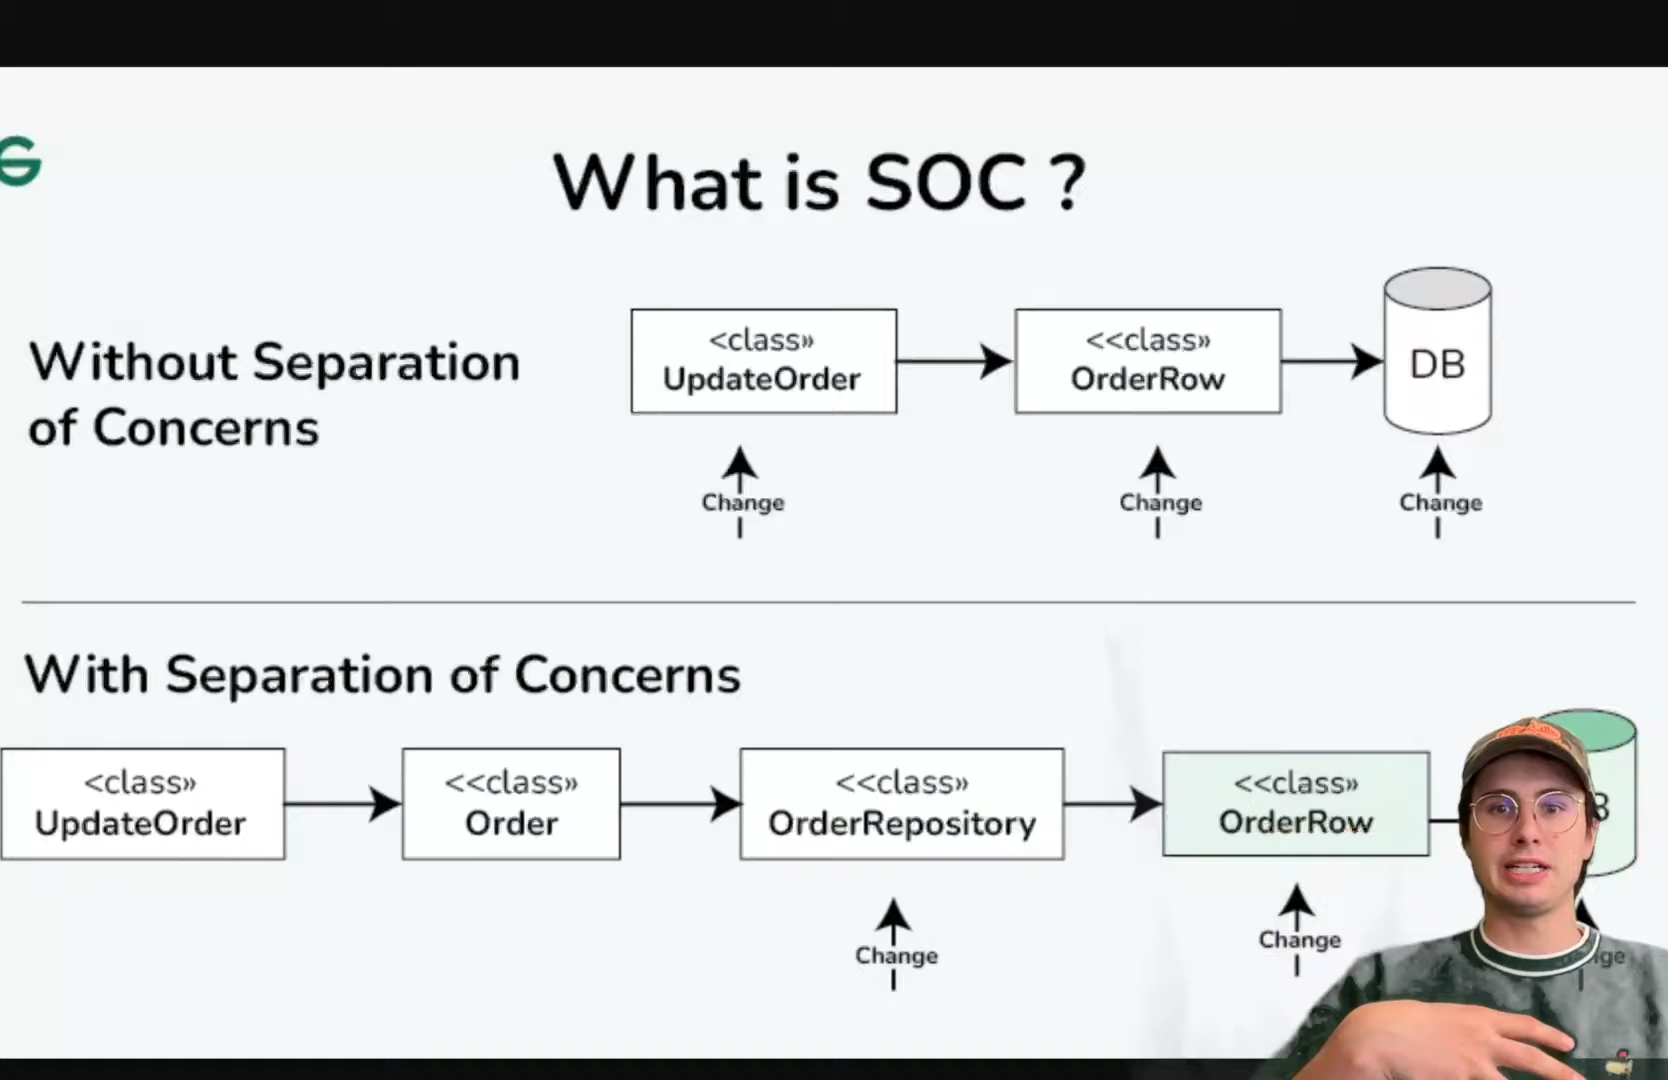 What is SOC ?
Without Separation
of Concerns
<class»
UpdateOrder
<<class»
OrderRow
DB
Change
Change
Change
With Separation of Concerns
<class»
UpdateOrder
<<class»
Order
<<class»
OrderRepository
<<class»
OrderRow
Change
Change